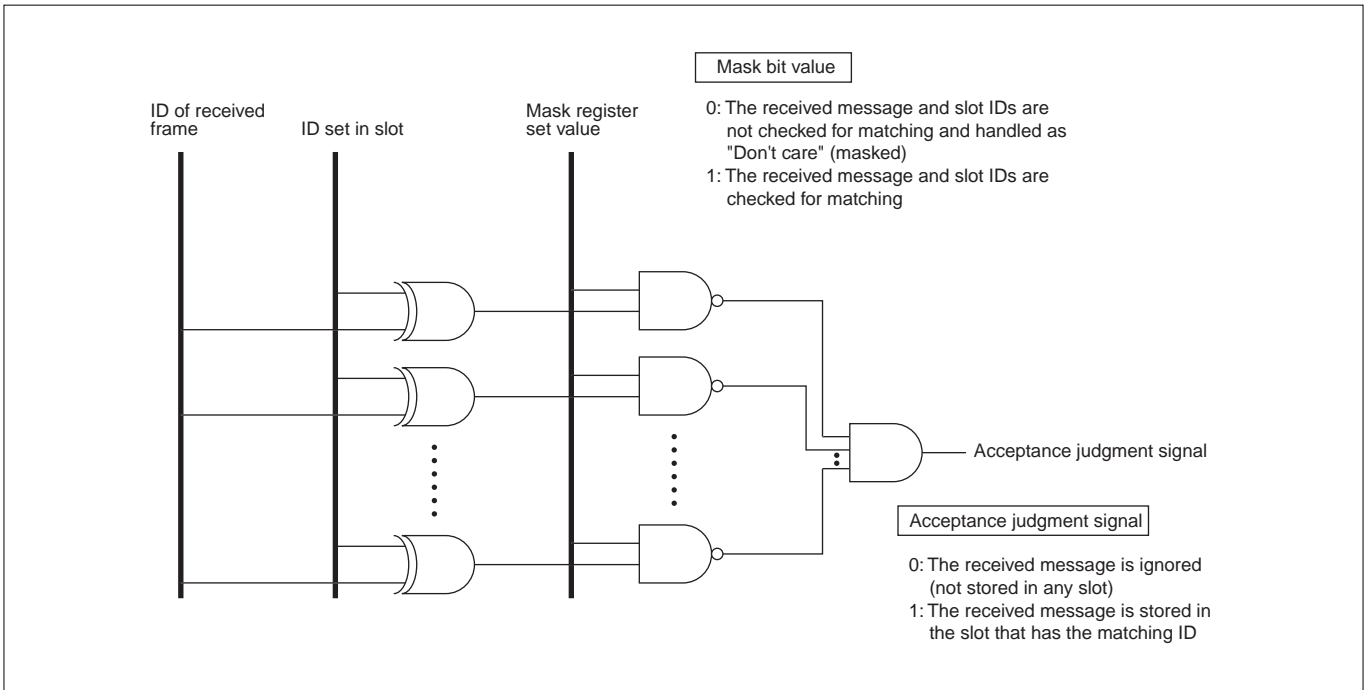 ID of received
frame
ID set in slot
Mask register
set value
Mask bit value
0: The received message and slot IDs are
not checked for matching and handled as
"Don't care" (masked)
1: The received message and slot IDs are
checked for matching
Acceptance judgment signal
Acceptance judgment signal
0: The received message is ignored
(not stored in any slot)
1: The received message is stored in
the slot that has the matching ID